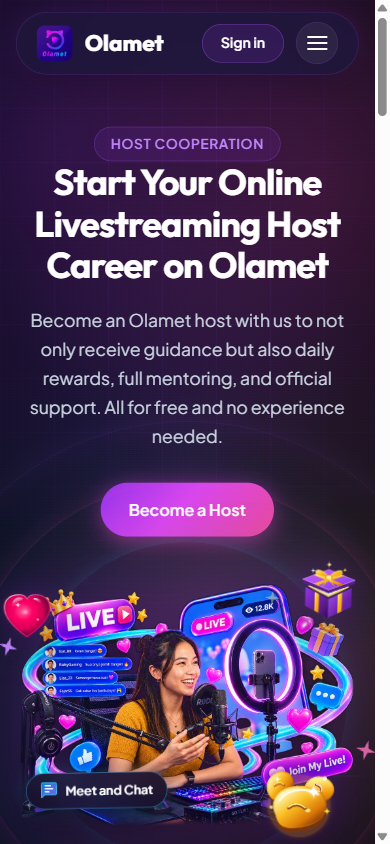 Olamet
Olamet
Sign in
HOST COOPERATION
Start Your Online
Livestreaming Host
Career on Olamet
Become an Olamet host with us to not
only receive guidance but also daily
rewards, full mentoring, and official
support. All for free and no experience
needed.
Become a Host
LIVE
12.8K
LIVE
Join My Live!
Meet and Chat